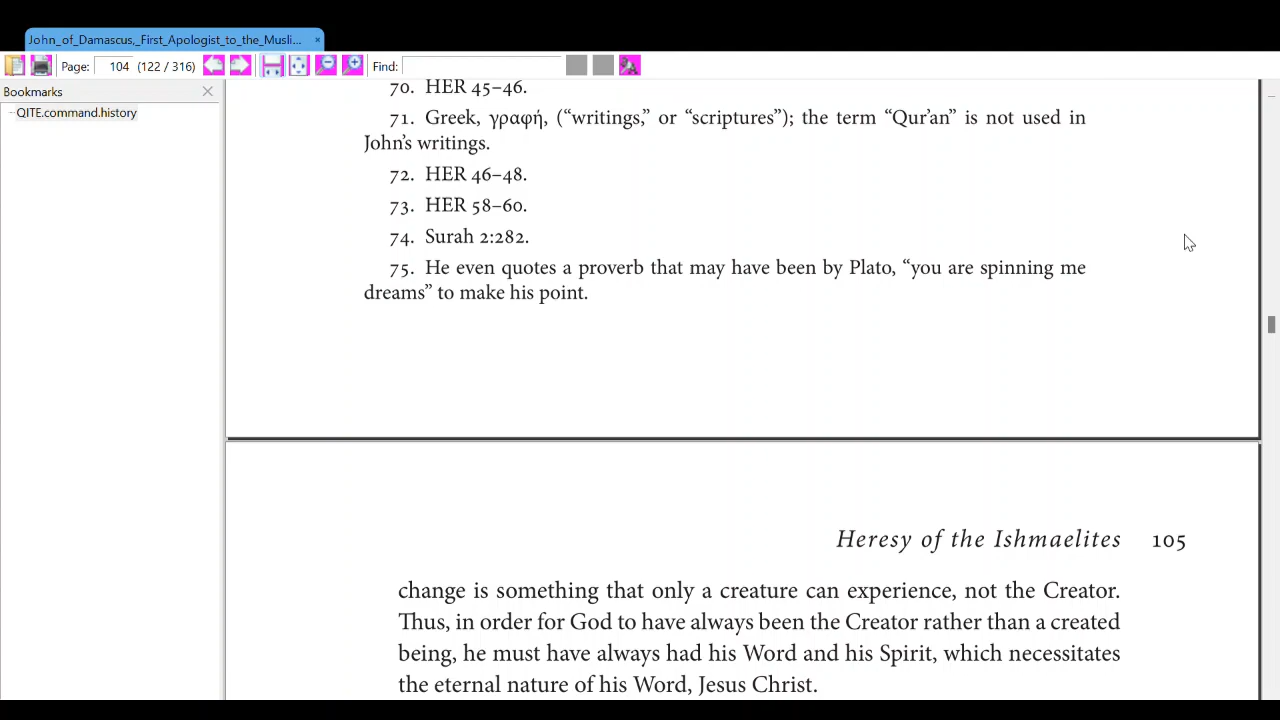 John_of_Damascus,_First_Apologist_to_the_Musli... ×
Page: 104 (122 / 316) Find:
Bookmarks
QITE.command.history
70. HER 45–46.
71. Greek, γραφή, (“writings,” or “scriptures”); the term “Qur’an” is not used in
John’s writings.
72. HER 46–48.
73. HER 58–60.
74. Surah 2:282.
75. He even quotes a proverb that may have been by Plato, “you are spinning me
dreams” to make his point.
Heresy of the Ishmaelites 105
change is something that only a creature can experience, not the Creator.
Thus, in order for God to have always been the Creator rather than a created
being, he must have always had his Word and his Spirit, which necessitates
the eternal nature of his Word, Jesus Christ.